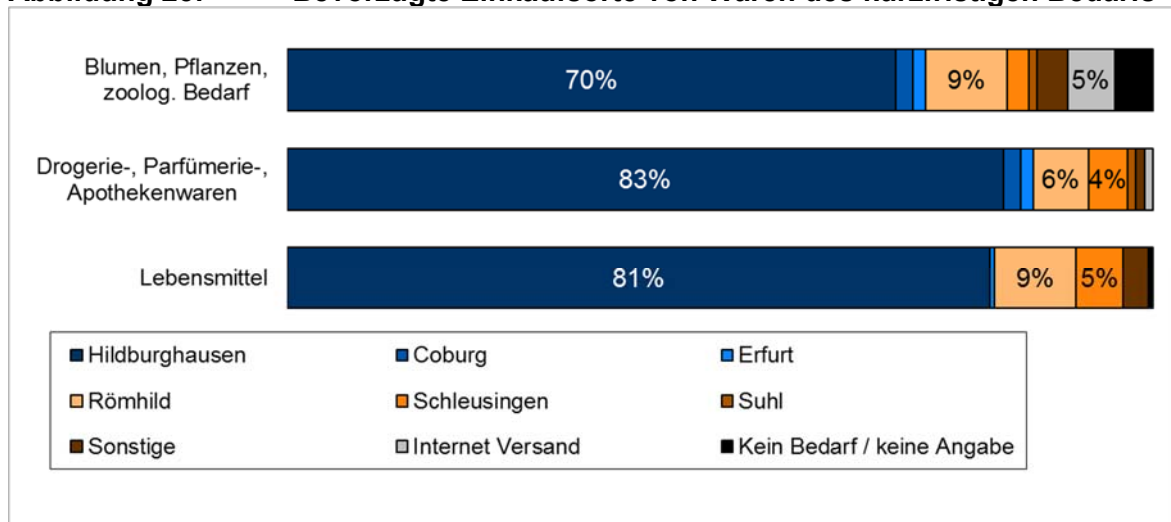 Blumen, Pflanzen,
zoolog. Bedarf
70%
9%
5%
Drogerie-, Parfümerie-,
Apothekenwaren
83%
6%
4%
Lebensmittel
81%
9%
5%
Hildburghausen
Coburg
Erfurt
Römhild
Schleusingen
Suhl
Sonstige
Internet Versand
Kein Bedarf / keine Angabe